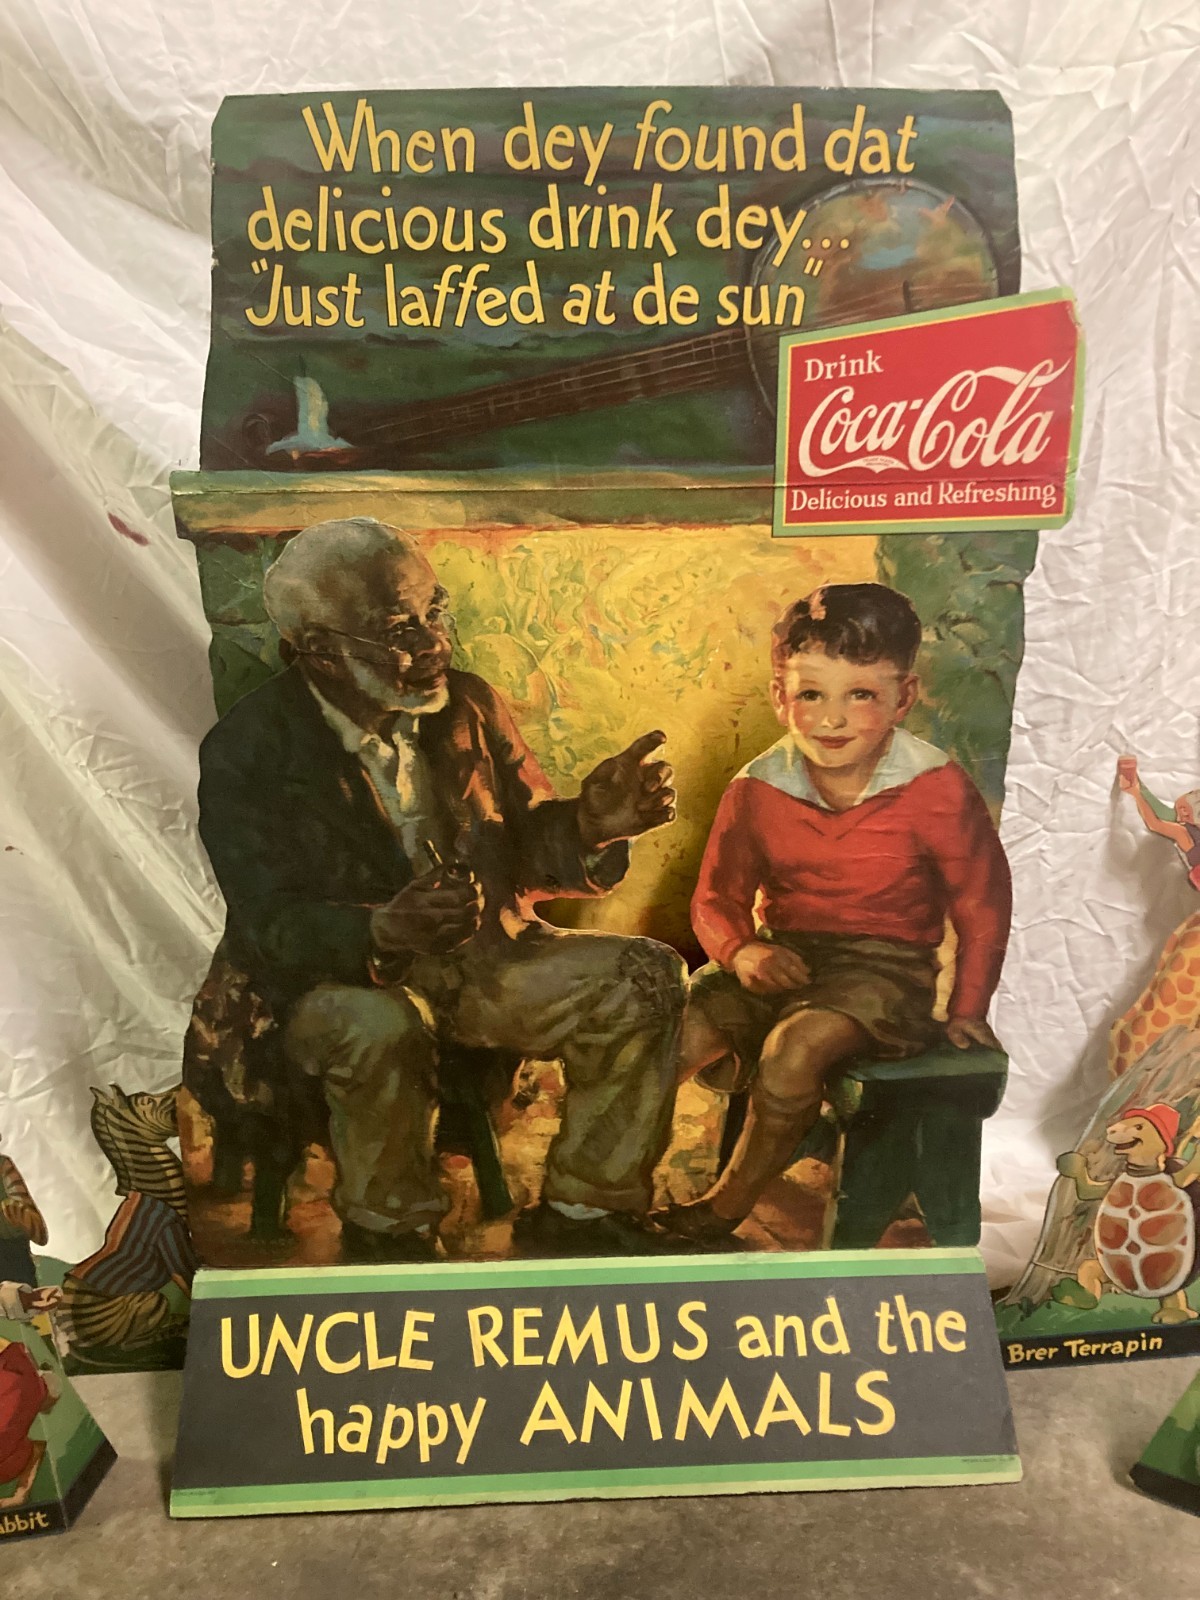 When dey found dat
delicious drink dey...
"Just laffed at de sun"
Drink
Coca-Cola
Delicious and Refreshing
UNCLE REMUS and the
happy ANIMALS
Brer Terrapin